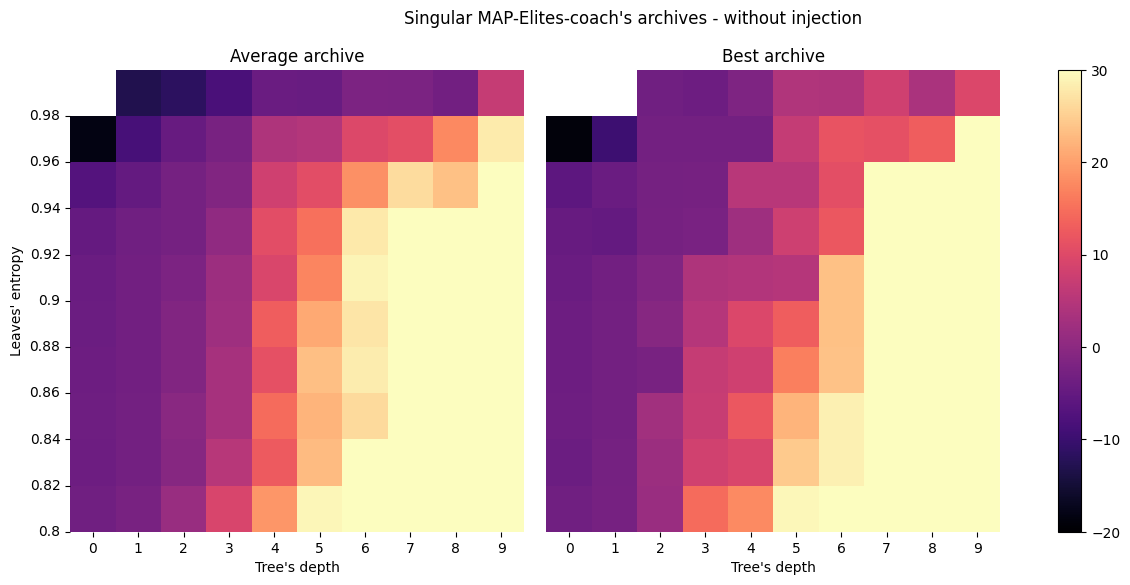 Singular MAP-Elites-coach's archives - without injection
Average archive
Best archive
Leaves' entropy
0.98
0.96
0.94
0.92
0.9
0.88
0.86
0.84
0.82
0.8
0 1 2 3 4 5 6 7 8 9
Tree's depth
0 1 2 3 4 5 6 7 8 9
Tree's depth
30
20
10
0
−10
−20